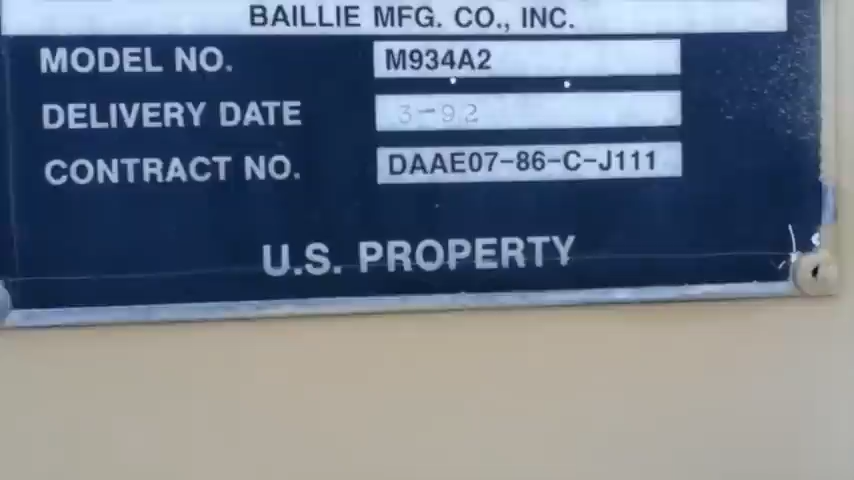 BAILLIE MFG. CO., INC.
MODEL NO. M934A2
DELIVERY DATE 3-92
CONTRACT NO. DAAE07-86-C-J111
U.S. PROPERTY